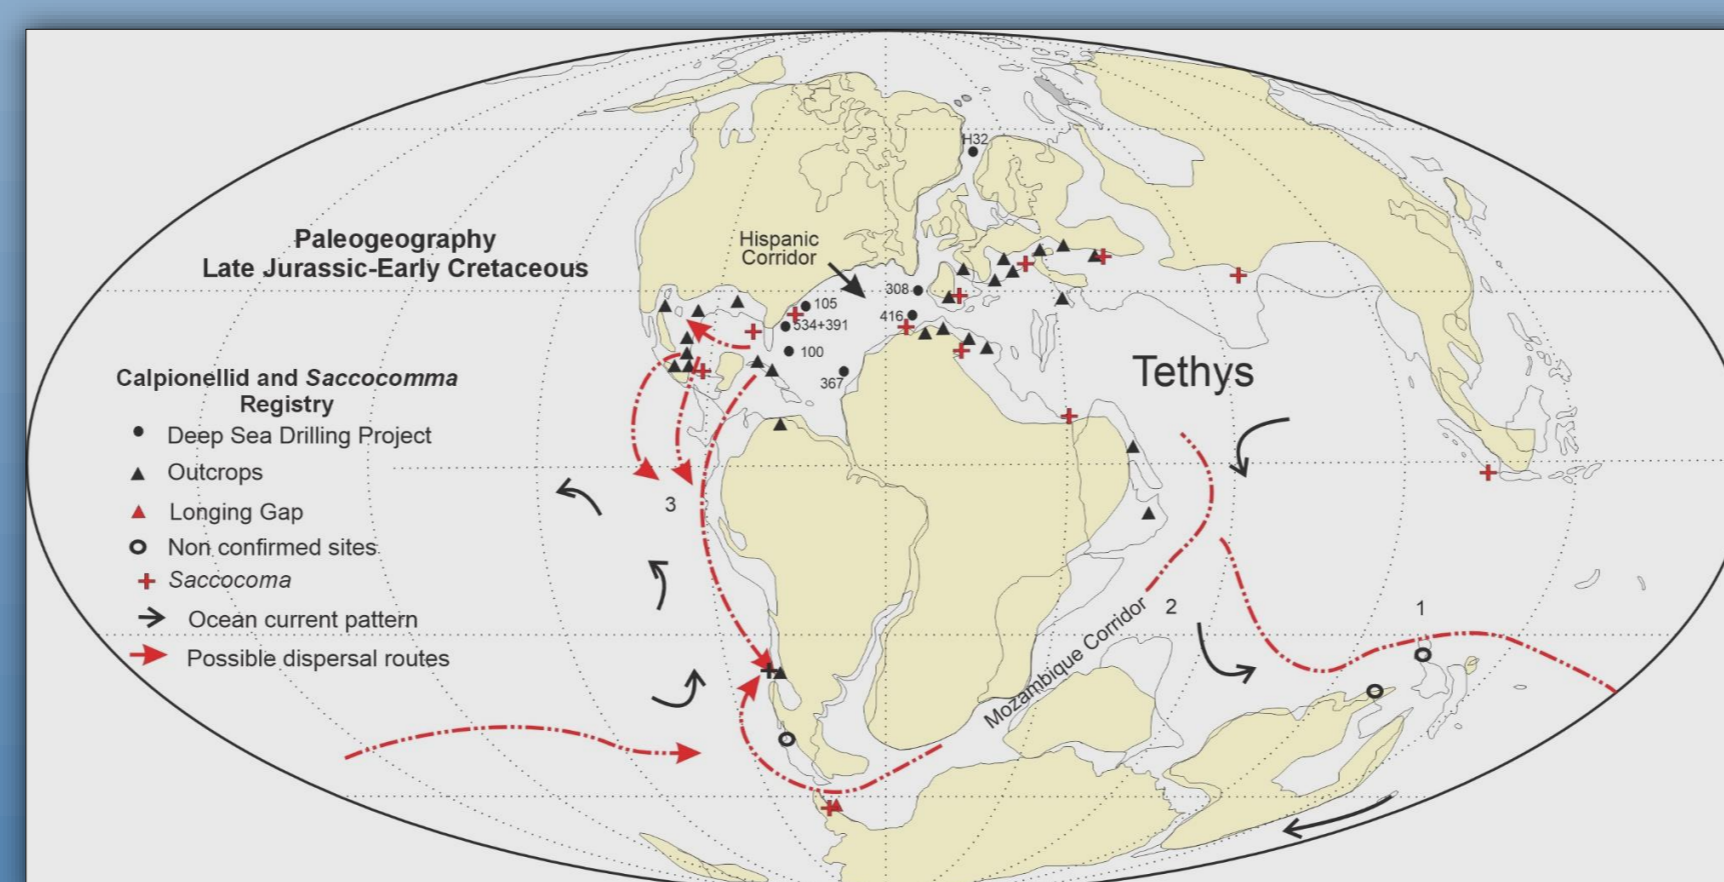 Paleogeography
Late Jurassic-Early Cretaceous
Calpionellid and Saccocomma
Registry
Deep Sea Drilling Project
Outcrops
Longing Gap
Non confirmed sites
Saccocoma
Ocean current pattern
Possible dispersal routes
H32
Hispanic
Corridor
308
105
416
534+391
100
367
Tethys
3
2
1
Mozambique Corridor